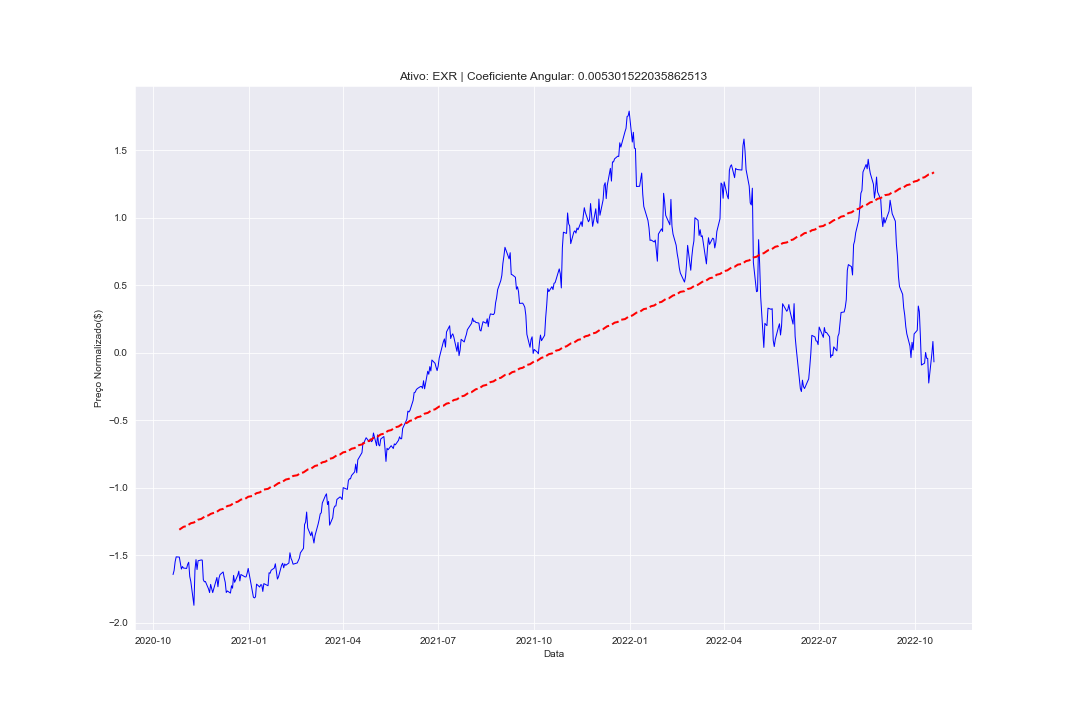 Ativo: EXR | Coeficiente Angular: 0.005301522035862513
1.5
1.0
0.5
0.0
−0.5
−1.0
−1.5
−2.0
Preço Normalizado($)
2020-10 2021-01 2021-04 2021-07 2021-10 2022-01 2022-04 2022-07 2022-10
Data